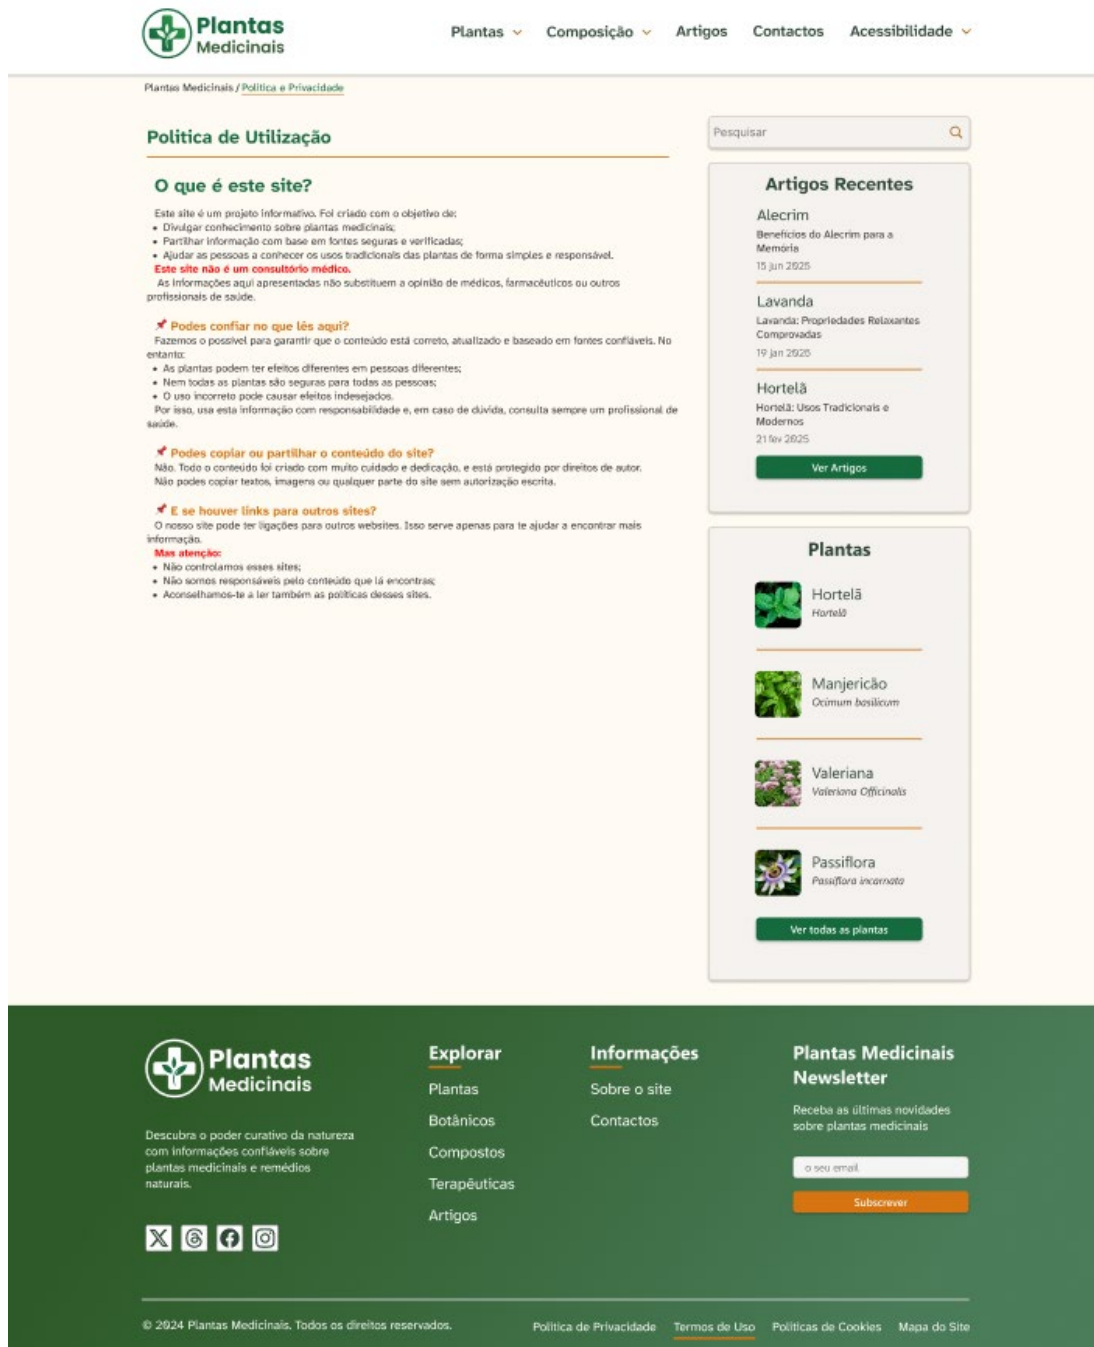 Plantas
Medicinais
Plantas
Composição
Artigos
Contactos
Acessibilidade
Plantas Medicinais / Politica e Privacidade
Politica de Utilização
O que é este site?
Este site é um projeto informativo. Foi criado com o objetivo de:
• Divulgar conhecimento sobre plantas medicinais;
• Partilhar informação com base em fontes seguras e verificadas;
• Ajudar as pessoas a conhecer os usos tradicionais das plantas de forma simples e responsável.
Este site não é um consultório médico.
As informações aqui apresentadas não substituem a opinião de médicos, farmacêuticos ou outros
profissionais de saúde.
📌 Podes confiar no que lês aqui?
Fazemos o possível para garantir que o conteúdo está correto, atualizado e baseado em fontes confiáveis. No
entanto:
• As plantas podem ter efeitos diferentes em pessoas diferentes;
• Nem todas as plantas são seguras para todas as pessoas;
• O uso incorreto pode causar efeitos indesejados.
Por isso, usa esta informação com responsabilidade e, em caso de dúvida, consulta sempre um profissional de
saúde.
📌 Podes copiar ou partilhar o conteúdo do site?
Não. Todo o conteúdo foi criado com muito cuidado e dedicação, e está protegido por direitos de autor.
Não podes copiar textos, imagens ou qualquer parte do site sem autorização escrita.
📌 E se houver links para outros sites?
O nosso site pode ter ligações para outros websites. Isso serve apenas para te ajudar a encontrar mais
informação.
Mas atenção:
• Não controlamos esses sites;
• Não somos responsáveis pelo conteúdo que lá encontras;
• Aconselhamos-te a ler também as políticas desses sites.
Pesquisar
Artigos Recentes
Alecrim
Benefícios do Alecrim para a
Memória
15 jun 2025
Lavanda
Lavanda: Propriedades Relaxantes
Comprovadas
19 jan 2025
Hortelã
Hortelã: Usos Tradicionais e
Modernos
21 fev 2025
Ver Artigos
Plantas
Hortelã
Hortelã
Manjericão
Ocimum basilicum
Valeriana
Valeriana Officinalis
Passiflora
Passiflora incarnata
Ver todas as plantas
Plantas
Medicinais
Descubra o poder curativo da natureza
com informações confiáveis sobre
plantas medicinais e remédios
naturais.
Explorar
Plantas
Botânicos
Compostos
Terapêuticas
Artigos
Informações
Sobre o site
Contactos
Plantas Medicinais
Newsletter
Receba as últimas novidades
sobre plantas medicinais
o seu email
Subscrever
© 2024 Plantas Medicinais. Todos os direitos reservados.
Politica de Privacidade
Termos de Uso
Políticas de Cookies
Mapa do Site